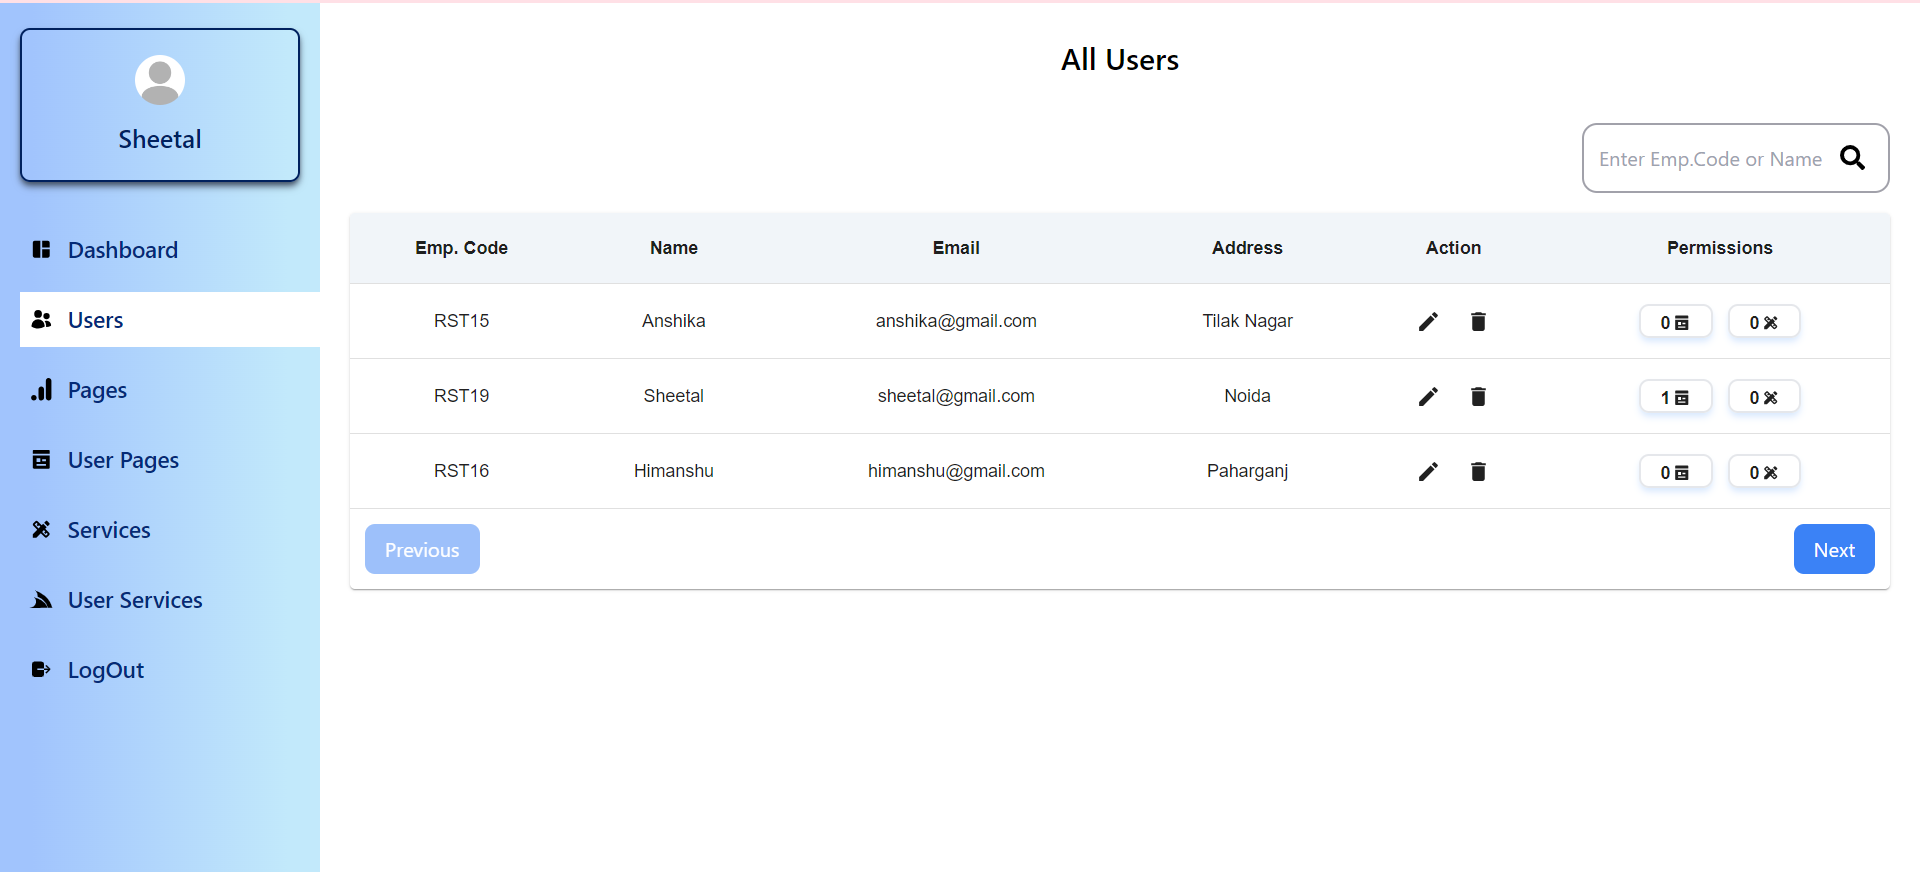 Sheetal
Dashboard
Users
Pages
User Pages
Services
User Services
LogOut
All Users
Enter Emp.Code or Name
Emp. Code Name Email Address Action Permissions
RST15 Anshika anshika@gmail.com Tilak Nagar 0 0
RST19 Sheetal sheetal@gmail.com Noida 1 0
RST16 Himanshu himanshu@gmail.com Paharganj 0 0
Previous Next